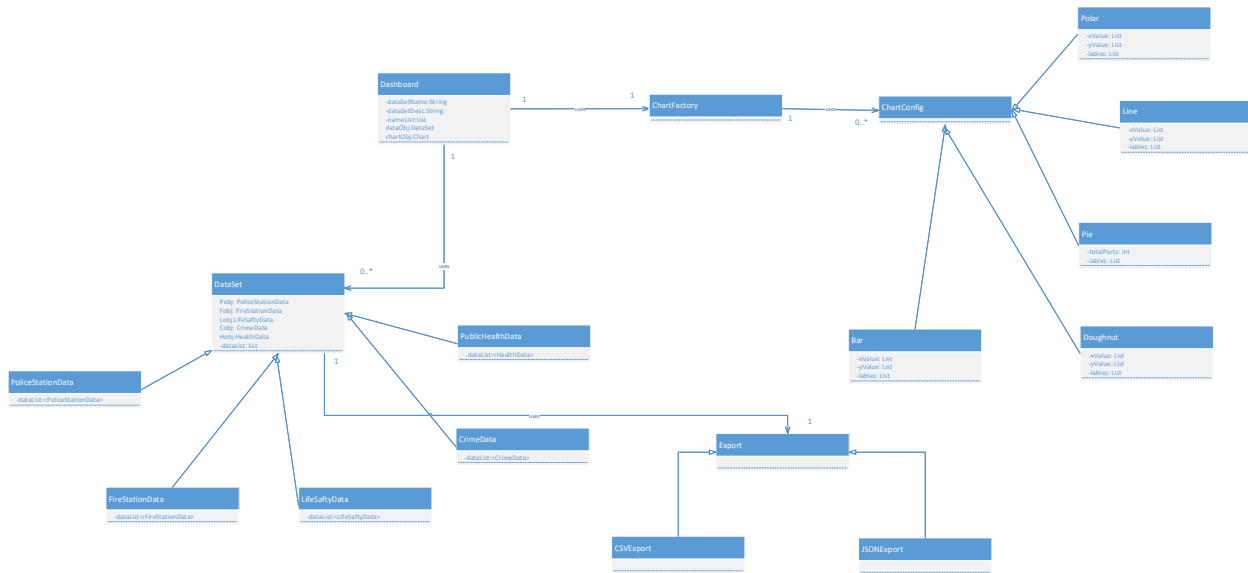 Polar
-xValue: List
-yValue: List
-lables: List
Dashboard
-dataSetName:String
-dataSetDesc:String
-nameList:List
dataObj:DataSet
chartObj:Chart
1
uses
1
ChartFactory
1
uses
0..*
ChartConfig
Line
-xValue: List
-yValue: List
-lables: List
1
uses
0..*
Pie
-totalParts: int
-lables: List
DataSet
Pobj: PoliceStationData
Fobj: FireStationData
Lobj:LifeSaftyData
Cobj: CrimeData
Hobj:HealthData
-dataList: list
PublicHealthData
-dataList:<HealthData>
Bar
-xValue: List
-yValue: List
-lables: List
Doughnut
-xValue: List
-yValue: List
-lables: List
1
uses
1
PoliceStationData
-dataList:<PoliceStationData>
CrimeData
-dataList:<CrimeData>
Export
FireStationData
-dataList:<FireStationData>
LifeSaftyData
-dataList:<LifeSaftyData>
CSVExport
JSONExport